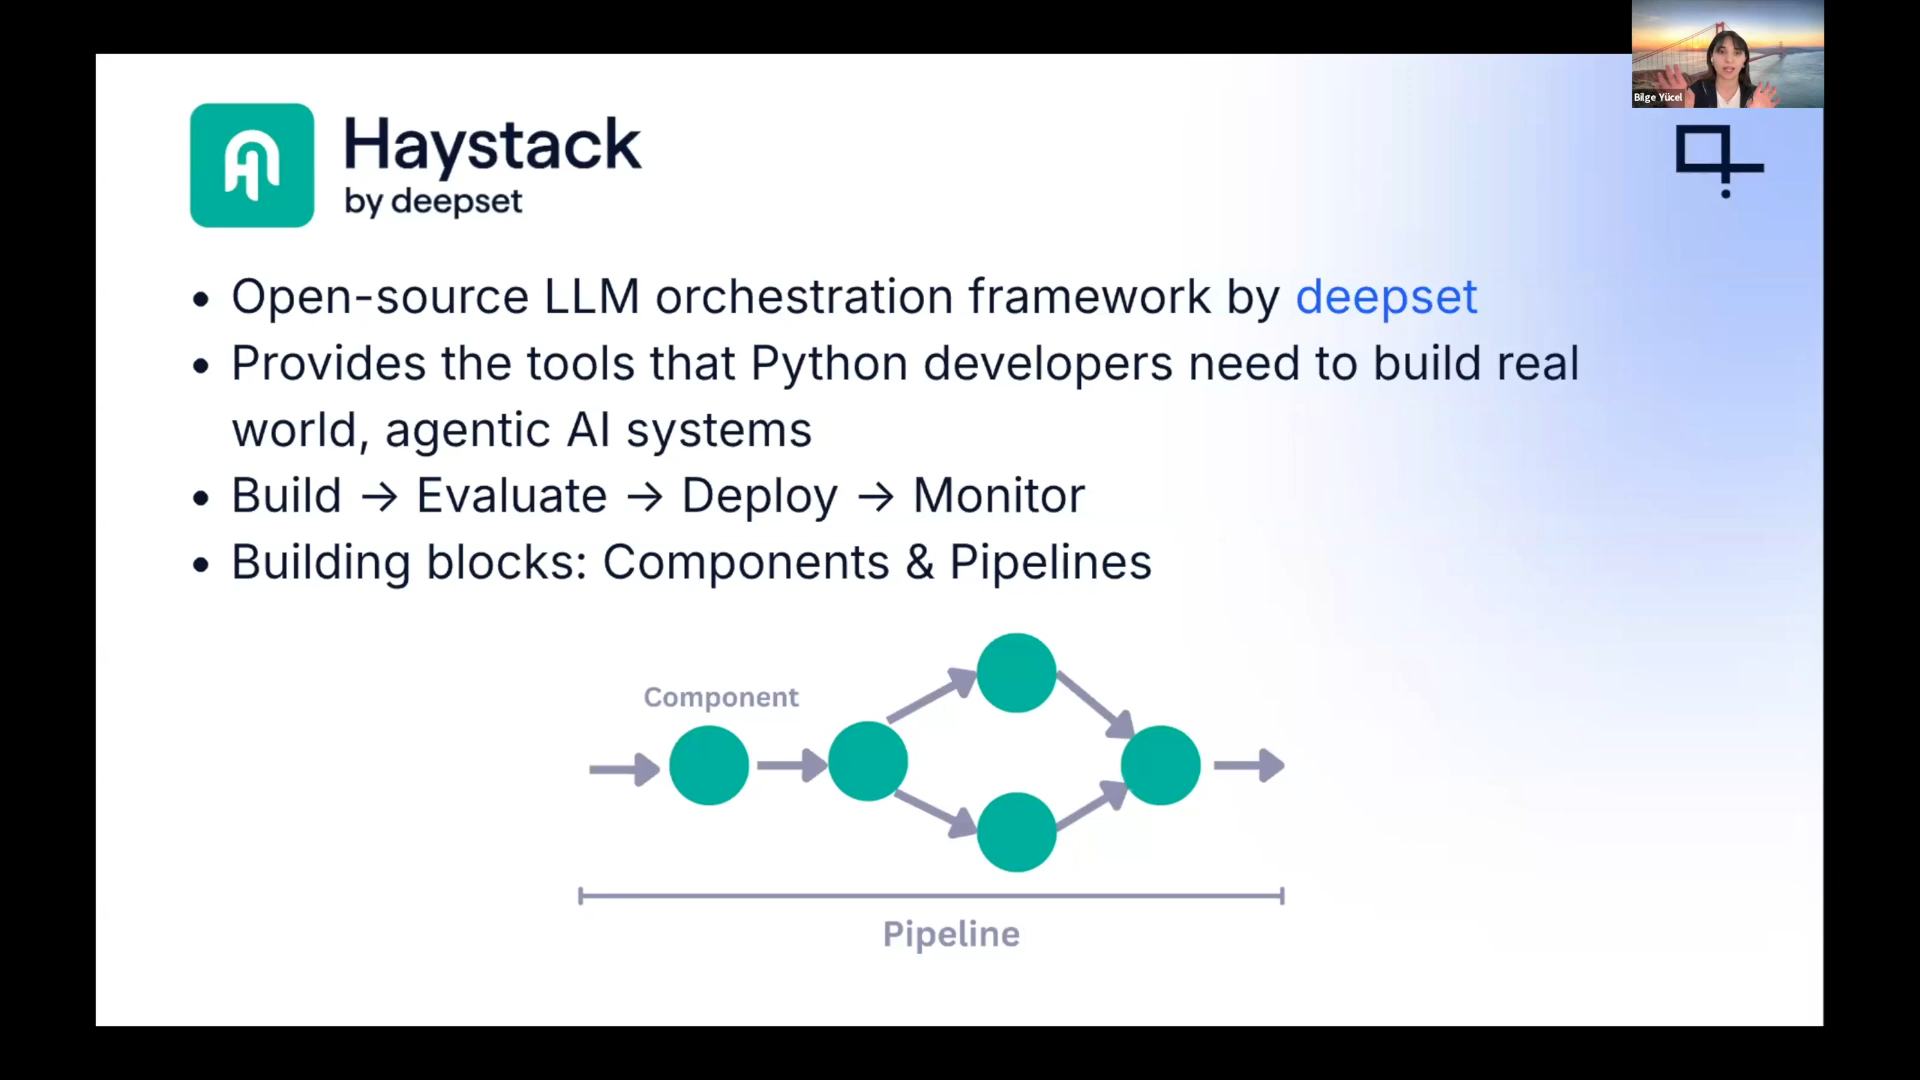 Bilge Yücel
Haystack
by deepset
• Open-source LLM orchestration framework by deepset
• Provides the tools that Python developers need to build real
world, agentic AI systems
• Build → Evaluate → Deploy → Monitor
• Building blocks: Components & Pipelines
Component
Pipeline